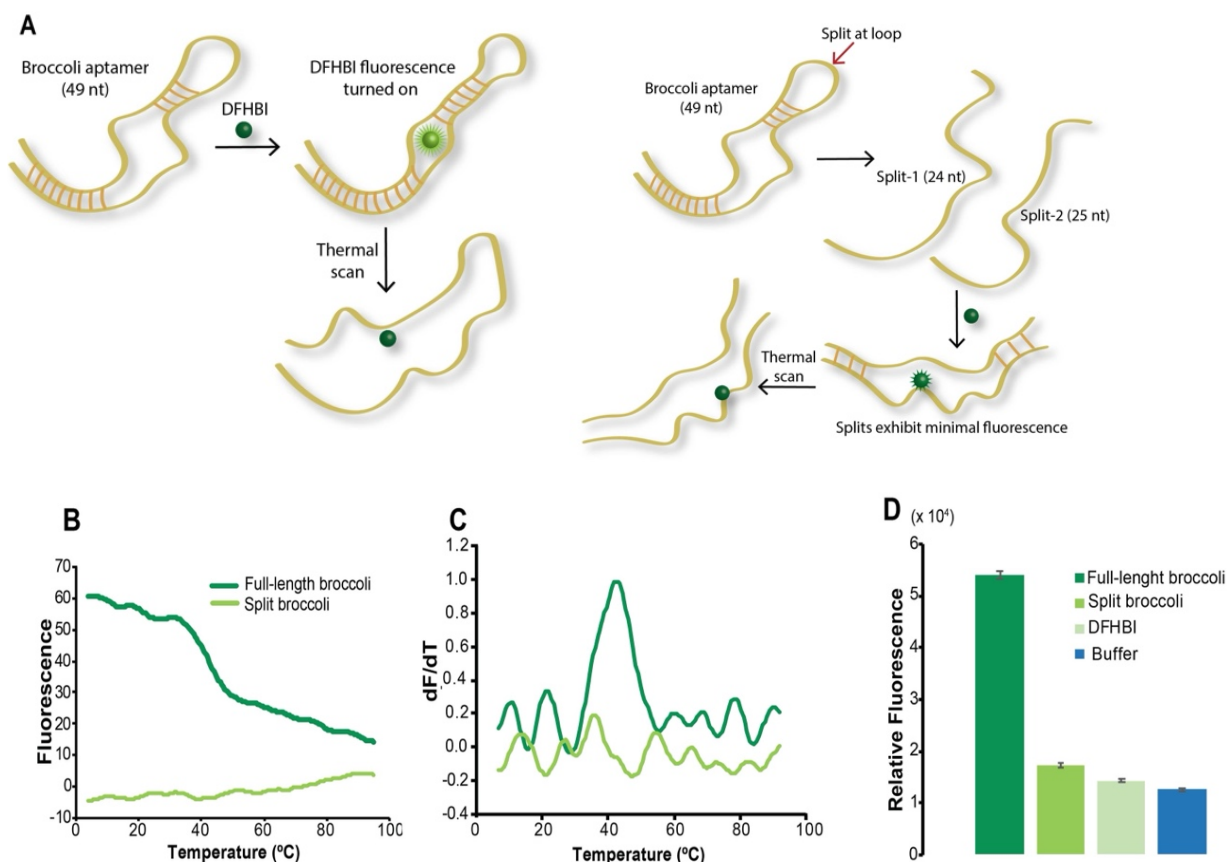 A
Broccoli aptamer
(49 nt)
DFHBI
DFHBI fluorescence
turned on
Thermal
scan
Split at loop
Broccoli aptamer
(49 nt)
Split-1 (24 nt)
Split-2 (25 nt)
Thermal
scan
Splits exhibit minimal fluorescence
B
70
60
50
40
30
20
10
0
-10
Fluorescence
Full-length broccoli
Split broccoli
0 20 40 60 80 100
Temperature (ºC)
C
1.2
1.0
0.8
0.6
0.4
0.2
0.0
-0.2
-0.4
dF/dT
0 20 40 60 80 100
Temperature (ºC)
D
(x 10⁴)
6
5
4
3
2
1
0
Relative Fluorescence
Full-lenght broccoli
Split broccoli
DFHBI
Buffer